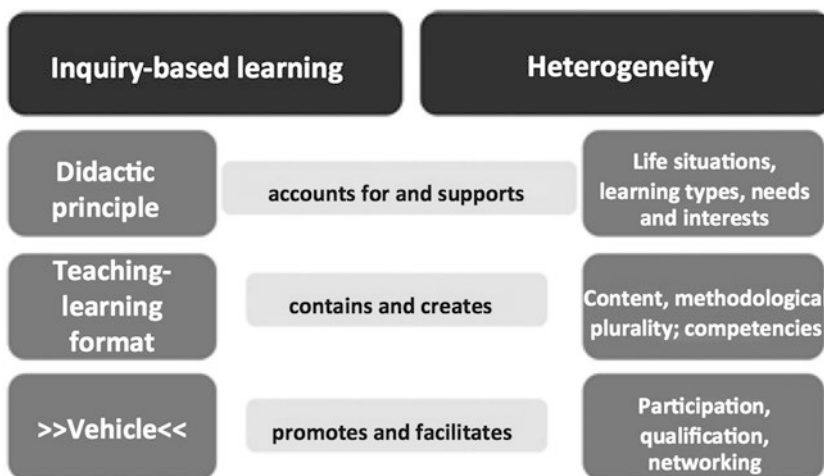 Inquiry-based learning
Heterogeneity
Didactic
principle
accounts for and supports
Life situations,
learning types, needs
and interests
Teaching-
learning
format
contains and creates
Content, methodological
plurality; competencies
>>Vehicle<<
promotes and facilitates
Participation,
qualification,
networking